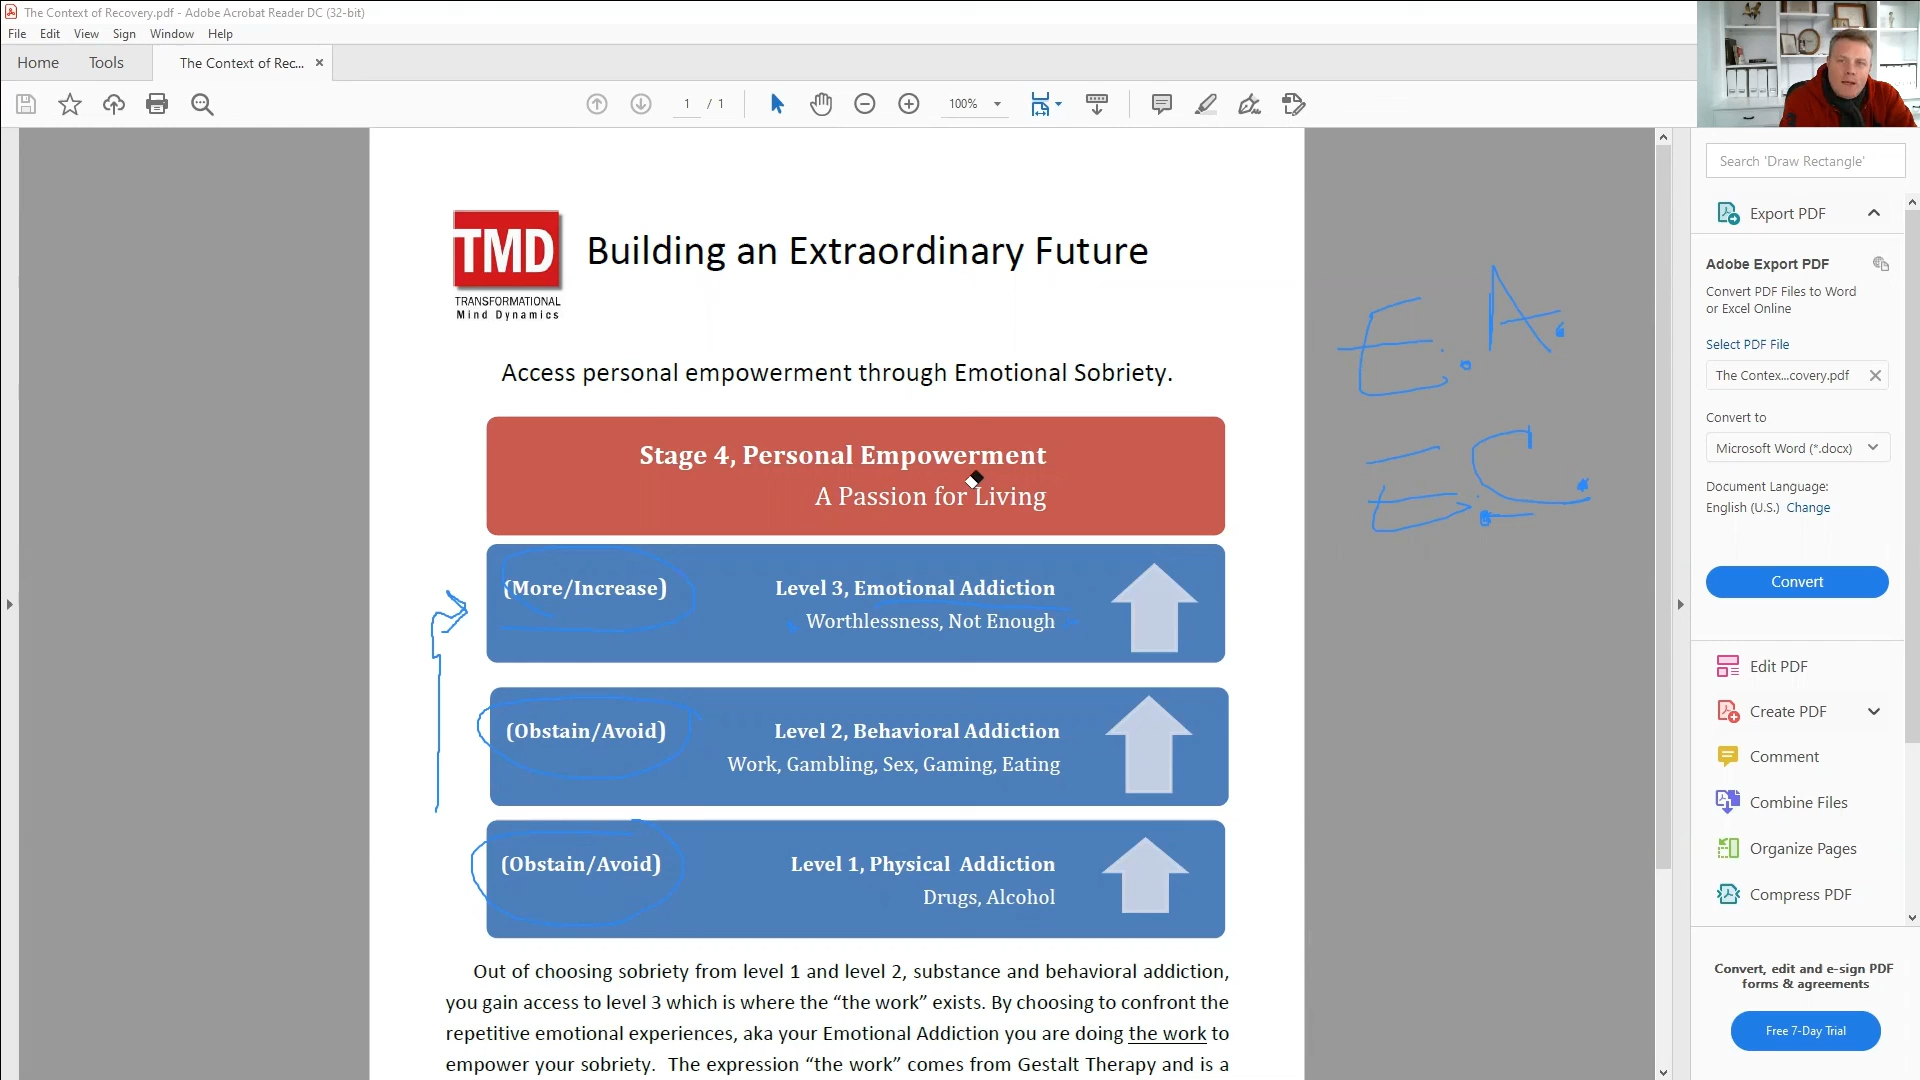 The Context of Recovery.pdf - Adobe Acrobat Reader DC (32-bit)
File Edit View Sign Window Help
Home Tools The Context of Rec... ×
1 / 1 100%
Search 'Draw Rectangle'
Export PDF
Adobe Export PDF
Convert PDF Files to Word
or Excel Online
Select PDF File
The Contex...covery.pdf
Convert to
Microsoft Word (*.docx)
Document Language:
English (U.S.) Change
Convert
Edit PDF
Create PDF
Comment
Combine Files
Organize Pages
Compress PDF
Convert, edit and e-sign PDF
forms & agreements
Free 7-Day Trial
TMD
TRANSFORMATIONAL
Mind Dynamics
Building an Extraordinary Future
Access personal empowerment through Emotional Sobriety.
Stage 4, Personal Empowerment
A Passion for Living
(More/Increase) Level 3, Emotional Addiction
Worthlessness, Not Enough
(Obstain/Avoid) Level 2, Behavioral Addiction
Work, Gambling, Sex, Gaming, Eating
(Obstain/Avoid) Level 1, Physical Addiction
Drugs, Alcohol
Out of choosing sobriety from level 1 and level 2, substance and behavioral addiction,
you gain access to level 3 which is where the “the work” exists. By choosing to confront the
repetitive emotional experiences, aka your Emotional Addiction you are doing the work to
empower your sobriety. The expression “the work” comes from Gestalt Therapy and is a
E.A.
E.C.